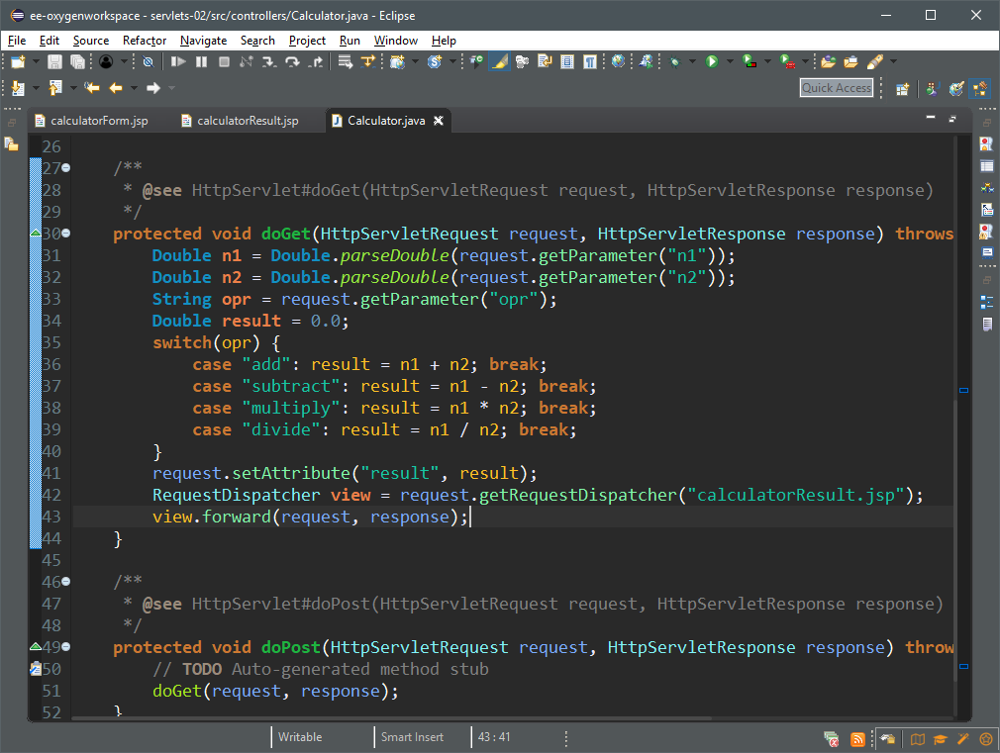 ee-oxygenworkspace - servlets-02/src/controllers/Calculator.java - Eclipse
File Edit Source Refactor Navigate Search Project Run Window Help
Quick Access
calculatorForm.jsp calculatorResult.jsp Calculator.java
26
27 /**
28 * @see HttpServlet#doGet(HttpServletRequest request, HttpServletResponse response)
29 */
30 protected void doGet(HttpServletRequest request, HttpServletResponse response) throws
31 Double n1 = Double.parseDouble(request.getParameter("n1"));
32 Double n2 = Double.parseDouble(request.getParameter("n2"));
33 String opr = request.getParameter("opr");
34 Double result = 0.0;
35 switch(opr) {
36 case "add": result = n1 + n2; break;
37 case "subtract": result = n1 - n2; break;
38 case "multiply": result = n1 * n2; break;
39 case "divide": result = n1 / n2; break;
40 }
41 request.setAttribute("result", result);
42 RequestDispatcher view = request.getRequestDispatcher("calculatorResult.jsp");
43 view.forward(request, response);
44 }
45
46 /**
47 * @see HttpServlet#doPost(HttpServletRequest request, HttpServletResponse response)
48 */
49 protected void doPost(HttpServletRequest request, HttpServletResponse response) throw
50 // TODO Auto-generated method stub
51 doGet(request, response);
52 }
Writable Smart Insert 43 : 41